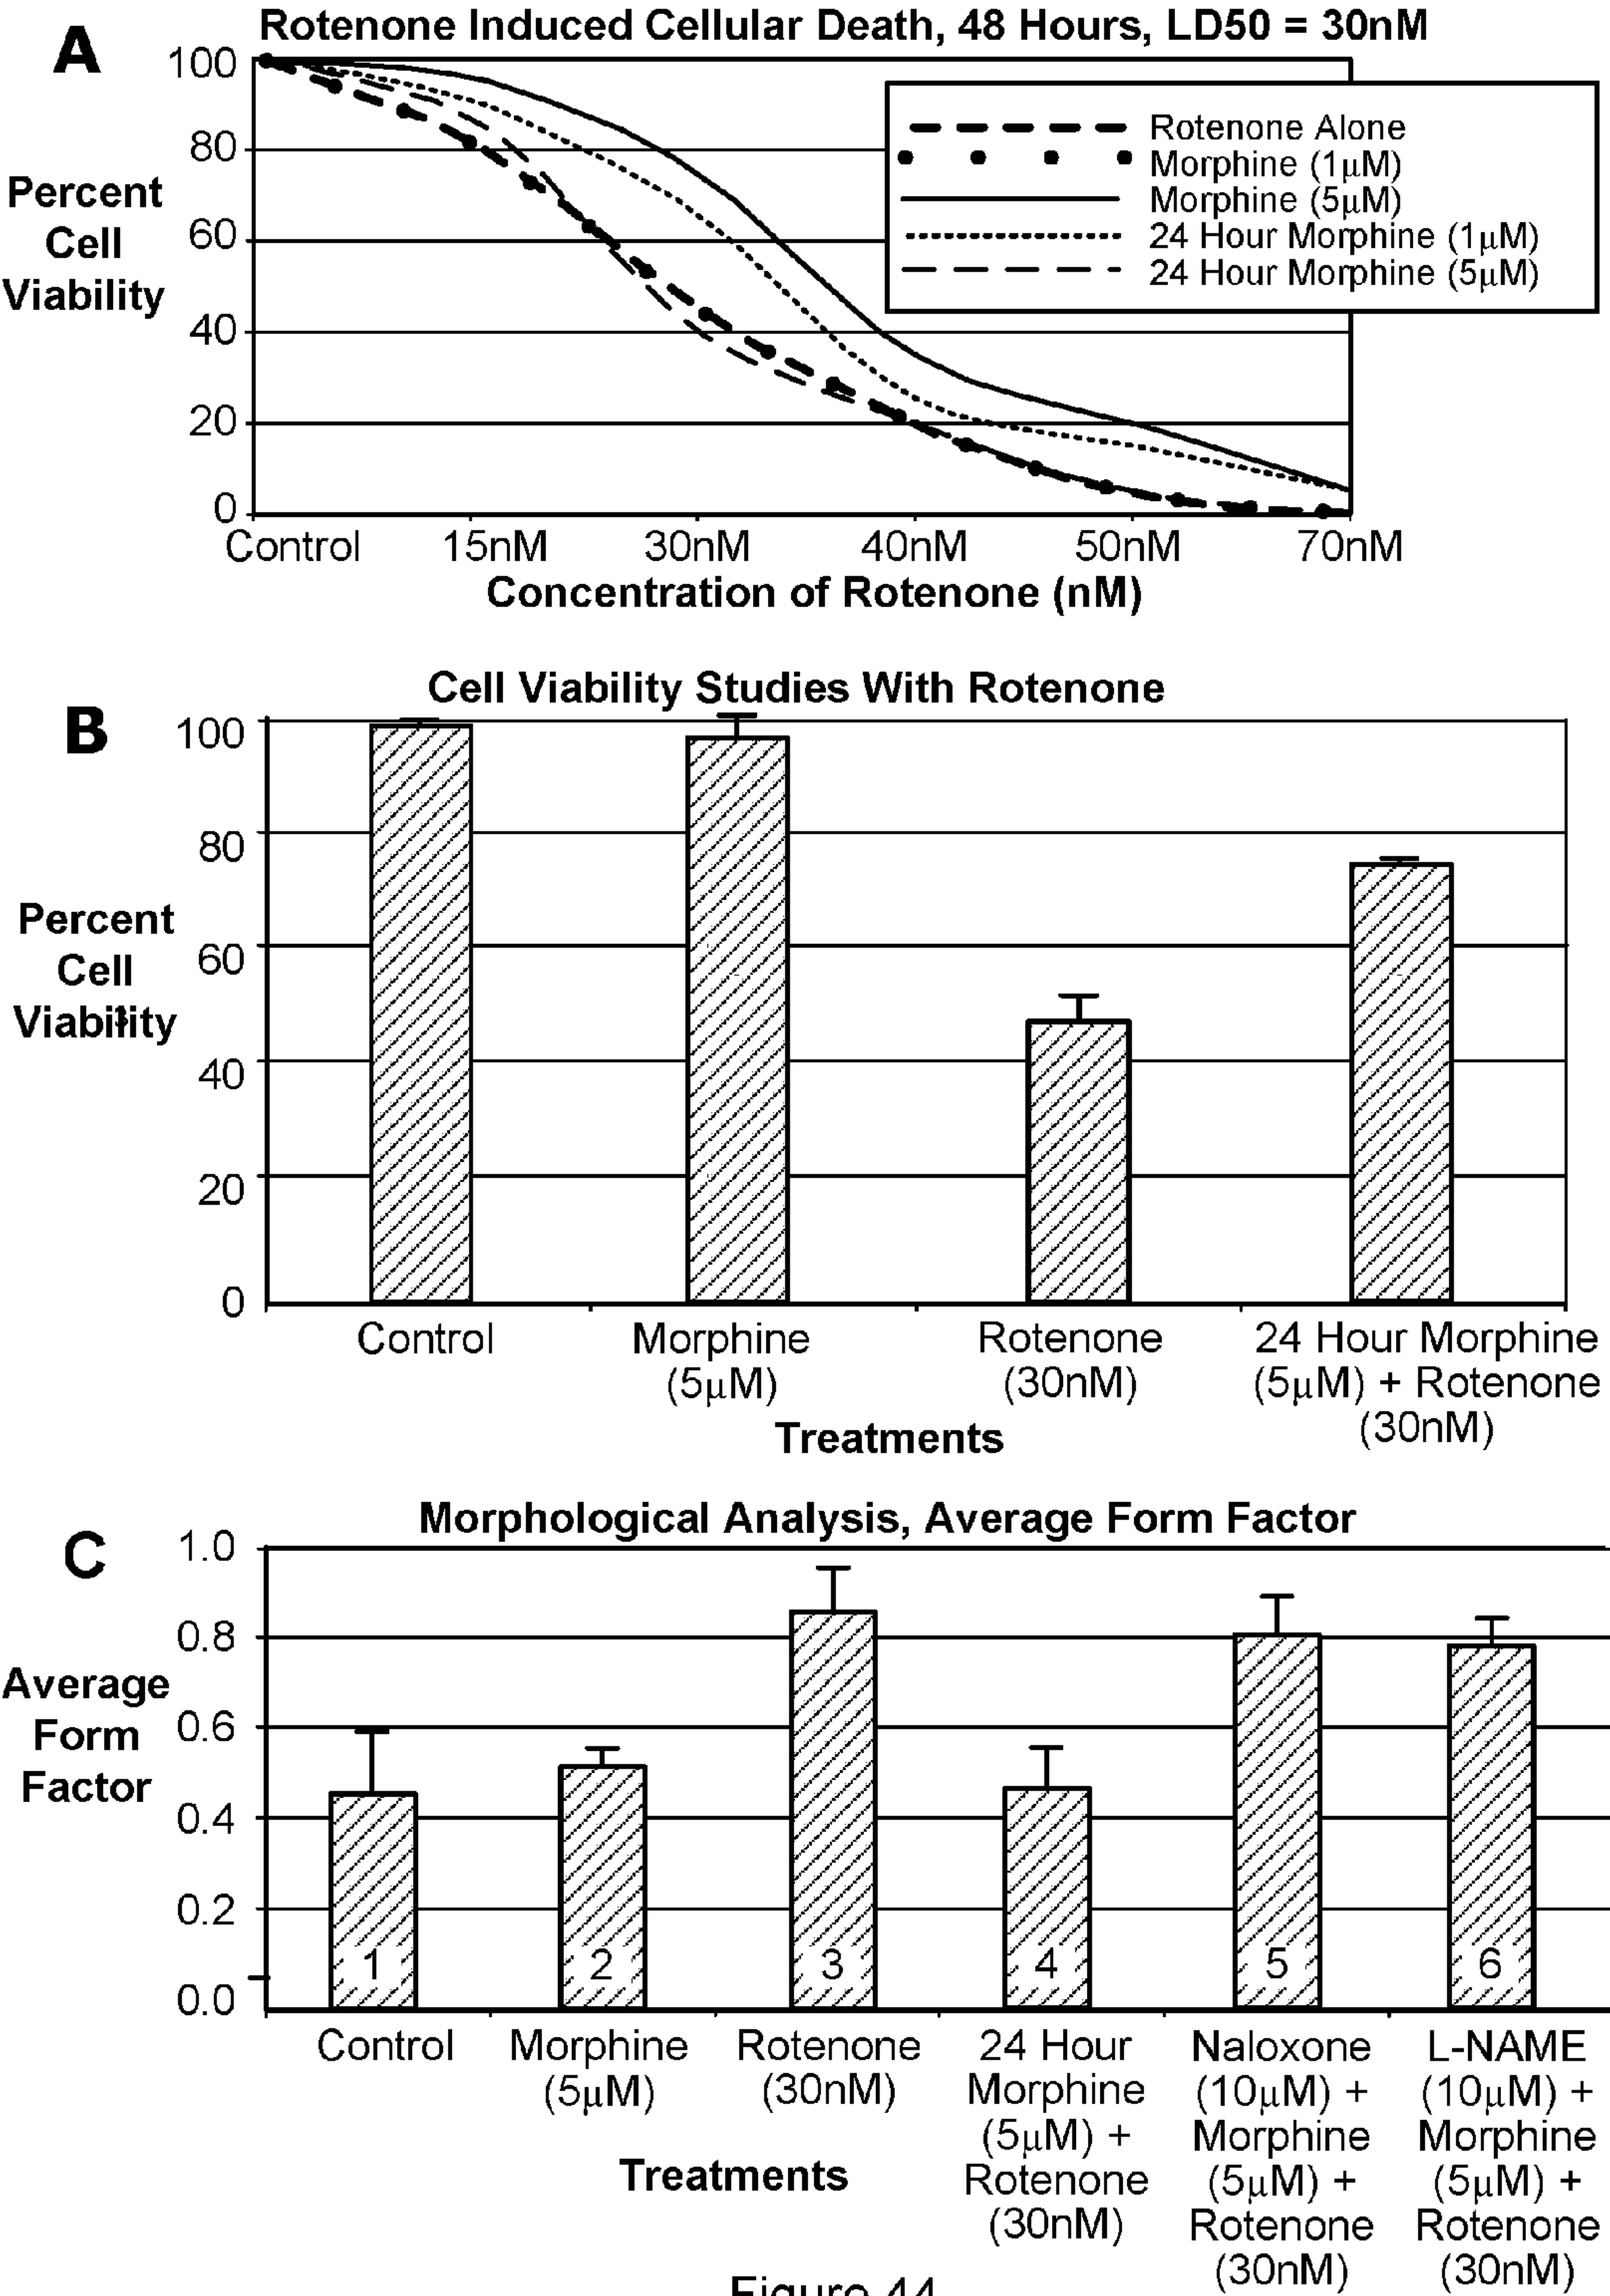 A
Rotenone Induced Cellular Death, 48 Hours, LD50 = 30nM
100
80
60
40
20
0
Percent
Cell
Viability
Rotenone Alone
Morphine (1μM)
Morphine (5μM)
24 Hour Morphine (1μM)
24 Hour Morphine (5μM)
Control 15nM 30nM 40nM 50nM 70nM
Concentration of Rotenone (nM)
B
Cell Viability Studies With Rotenone
100
80
60
40
20
0
Percent
Cell
Viability
Control
Morphine
(5μM)
Rotenone
(30nM)
24 Hour Morphine
(5μM) + Rotenone
(30nM)
Treatments
C
Morphological Analysis, Average Form Factor
1.0
0.8
0.6
0.4
0.2
0.0
Average
Form
Factor
1 2 3 4 5 6
Control
Morphine
(5μM)
Rotenone
(30nM)
24 Hour
Morphine
(5μM) +
Rotenone
(30nM)
Naloxone
(10μM) +
Morphine
(5μM) +
Rotenone
(30nM)
L-NAME
(10μM) +
Morphine
(5μM) +
Rotenone
(30nM)
Treatments
Figure 44